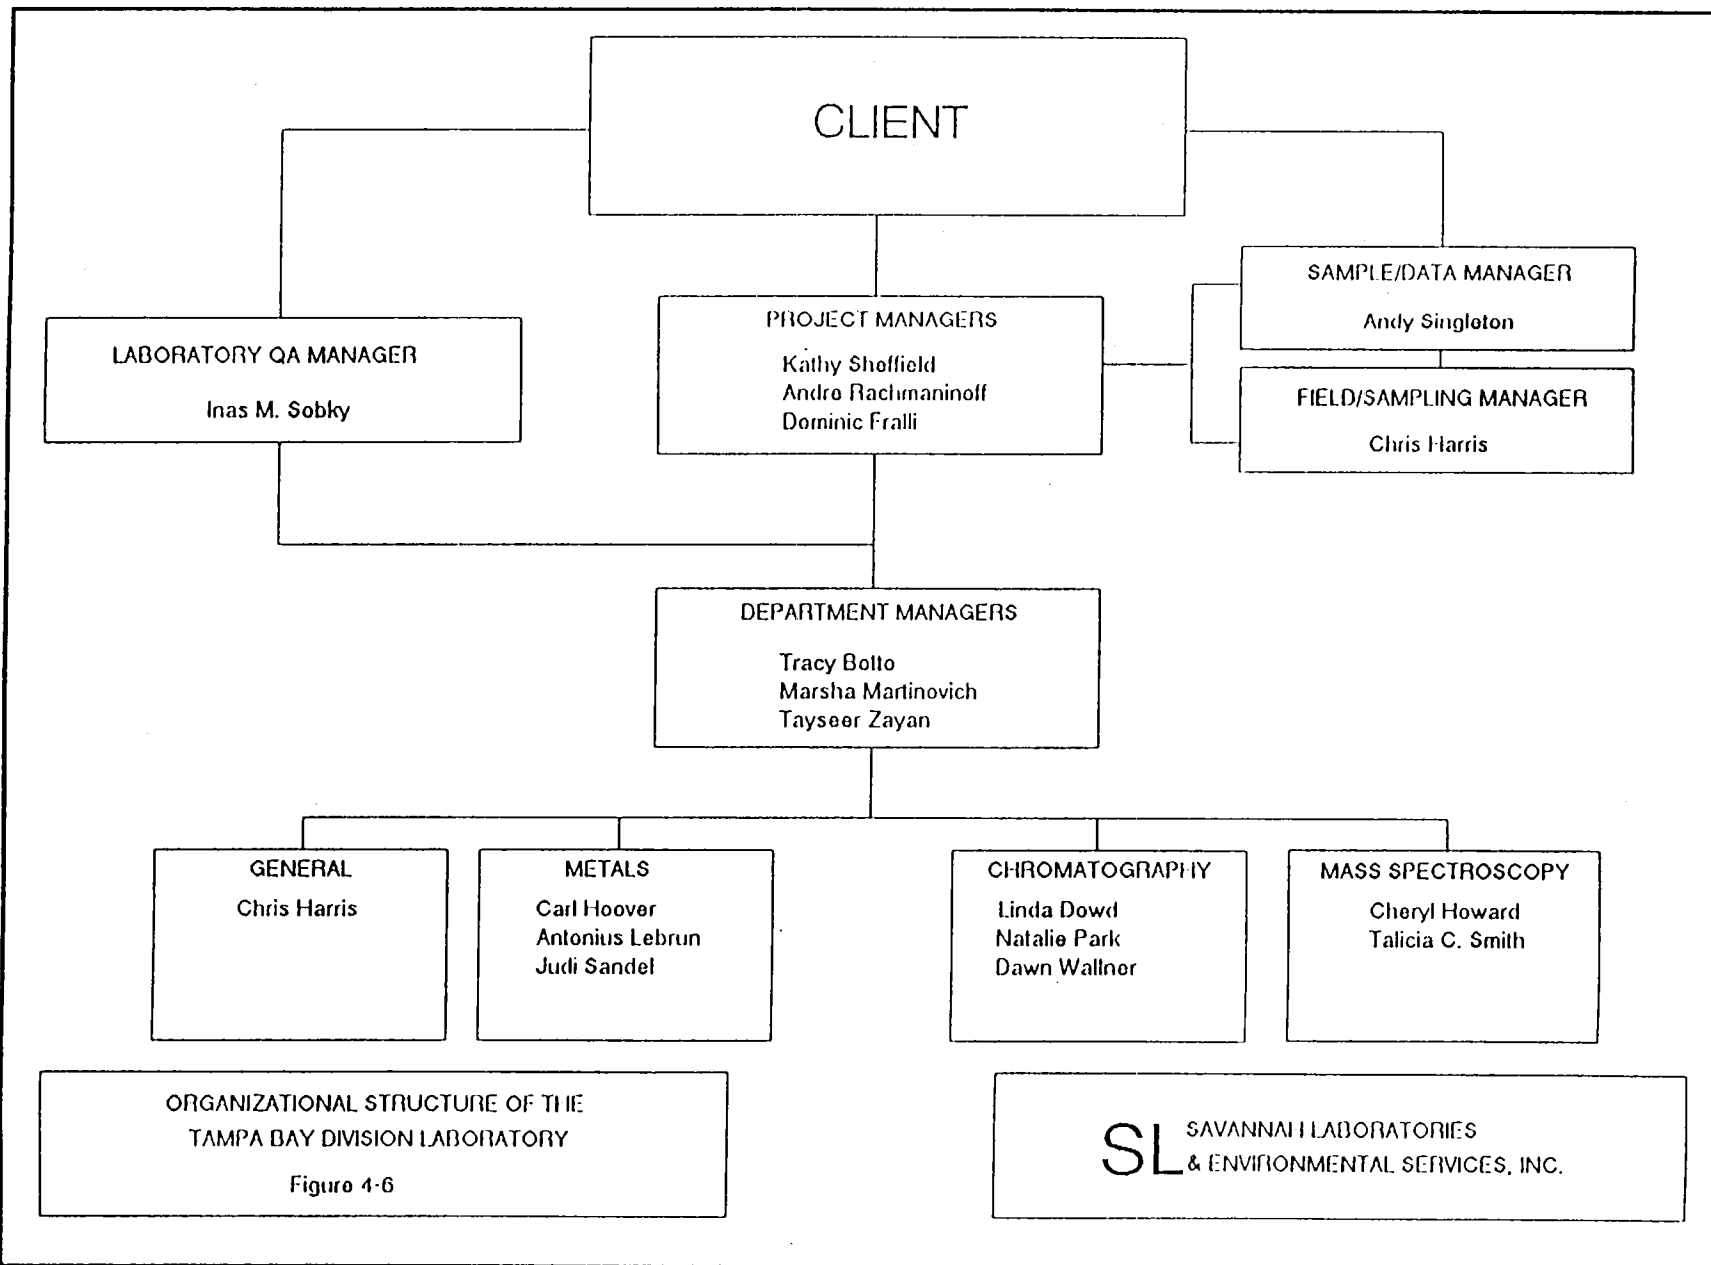 CLIENT
SAMPLE/DATA MANAGER
Andy Singleton
PROJECT MANAGERS
Kathy Sheffield
Andre Rachmaninoff
Dominic Fralli
LABORATORY QA MANAGER
Inas M. Sobky
FIELD/SAMPLING MANAGER
Chris Harris
DEPARTMENT MANAGERS
Tracy Botto
Marsha Martinovich
Tayseer Zayan
GENERAL
Chris Harris
METALS
Carl Hoover
Antonius Lebrun
Judi Sandel
CHROMATOGRAPHY
Linda Dowd
Natalie Park
Dawn Wallner
MASS SPECTROSCOPY
Cheryl Howard
Talicia C. Smith
ORGANIZATIONAL STRUCTURE OF THE
TAMPA BAY DIVISION LABORATORY
Figure 4-6
SL SAVANNAH LABORATORIES
& ENVIRONMENTAL SERVICES, INC.